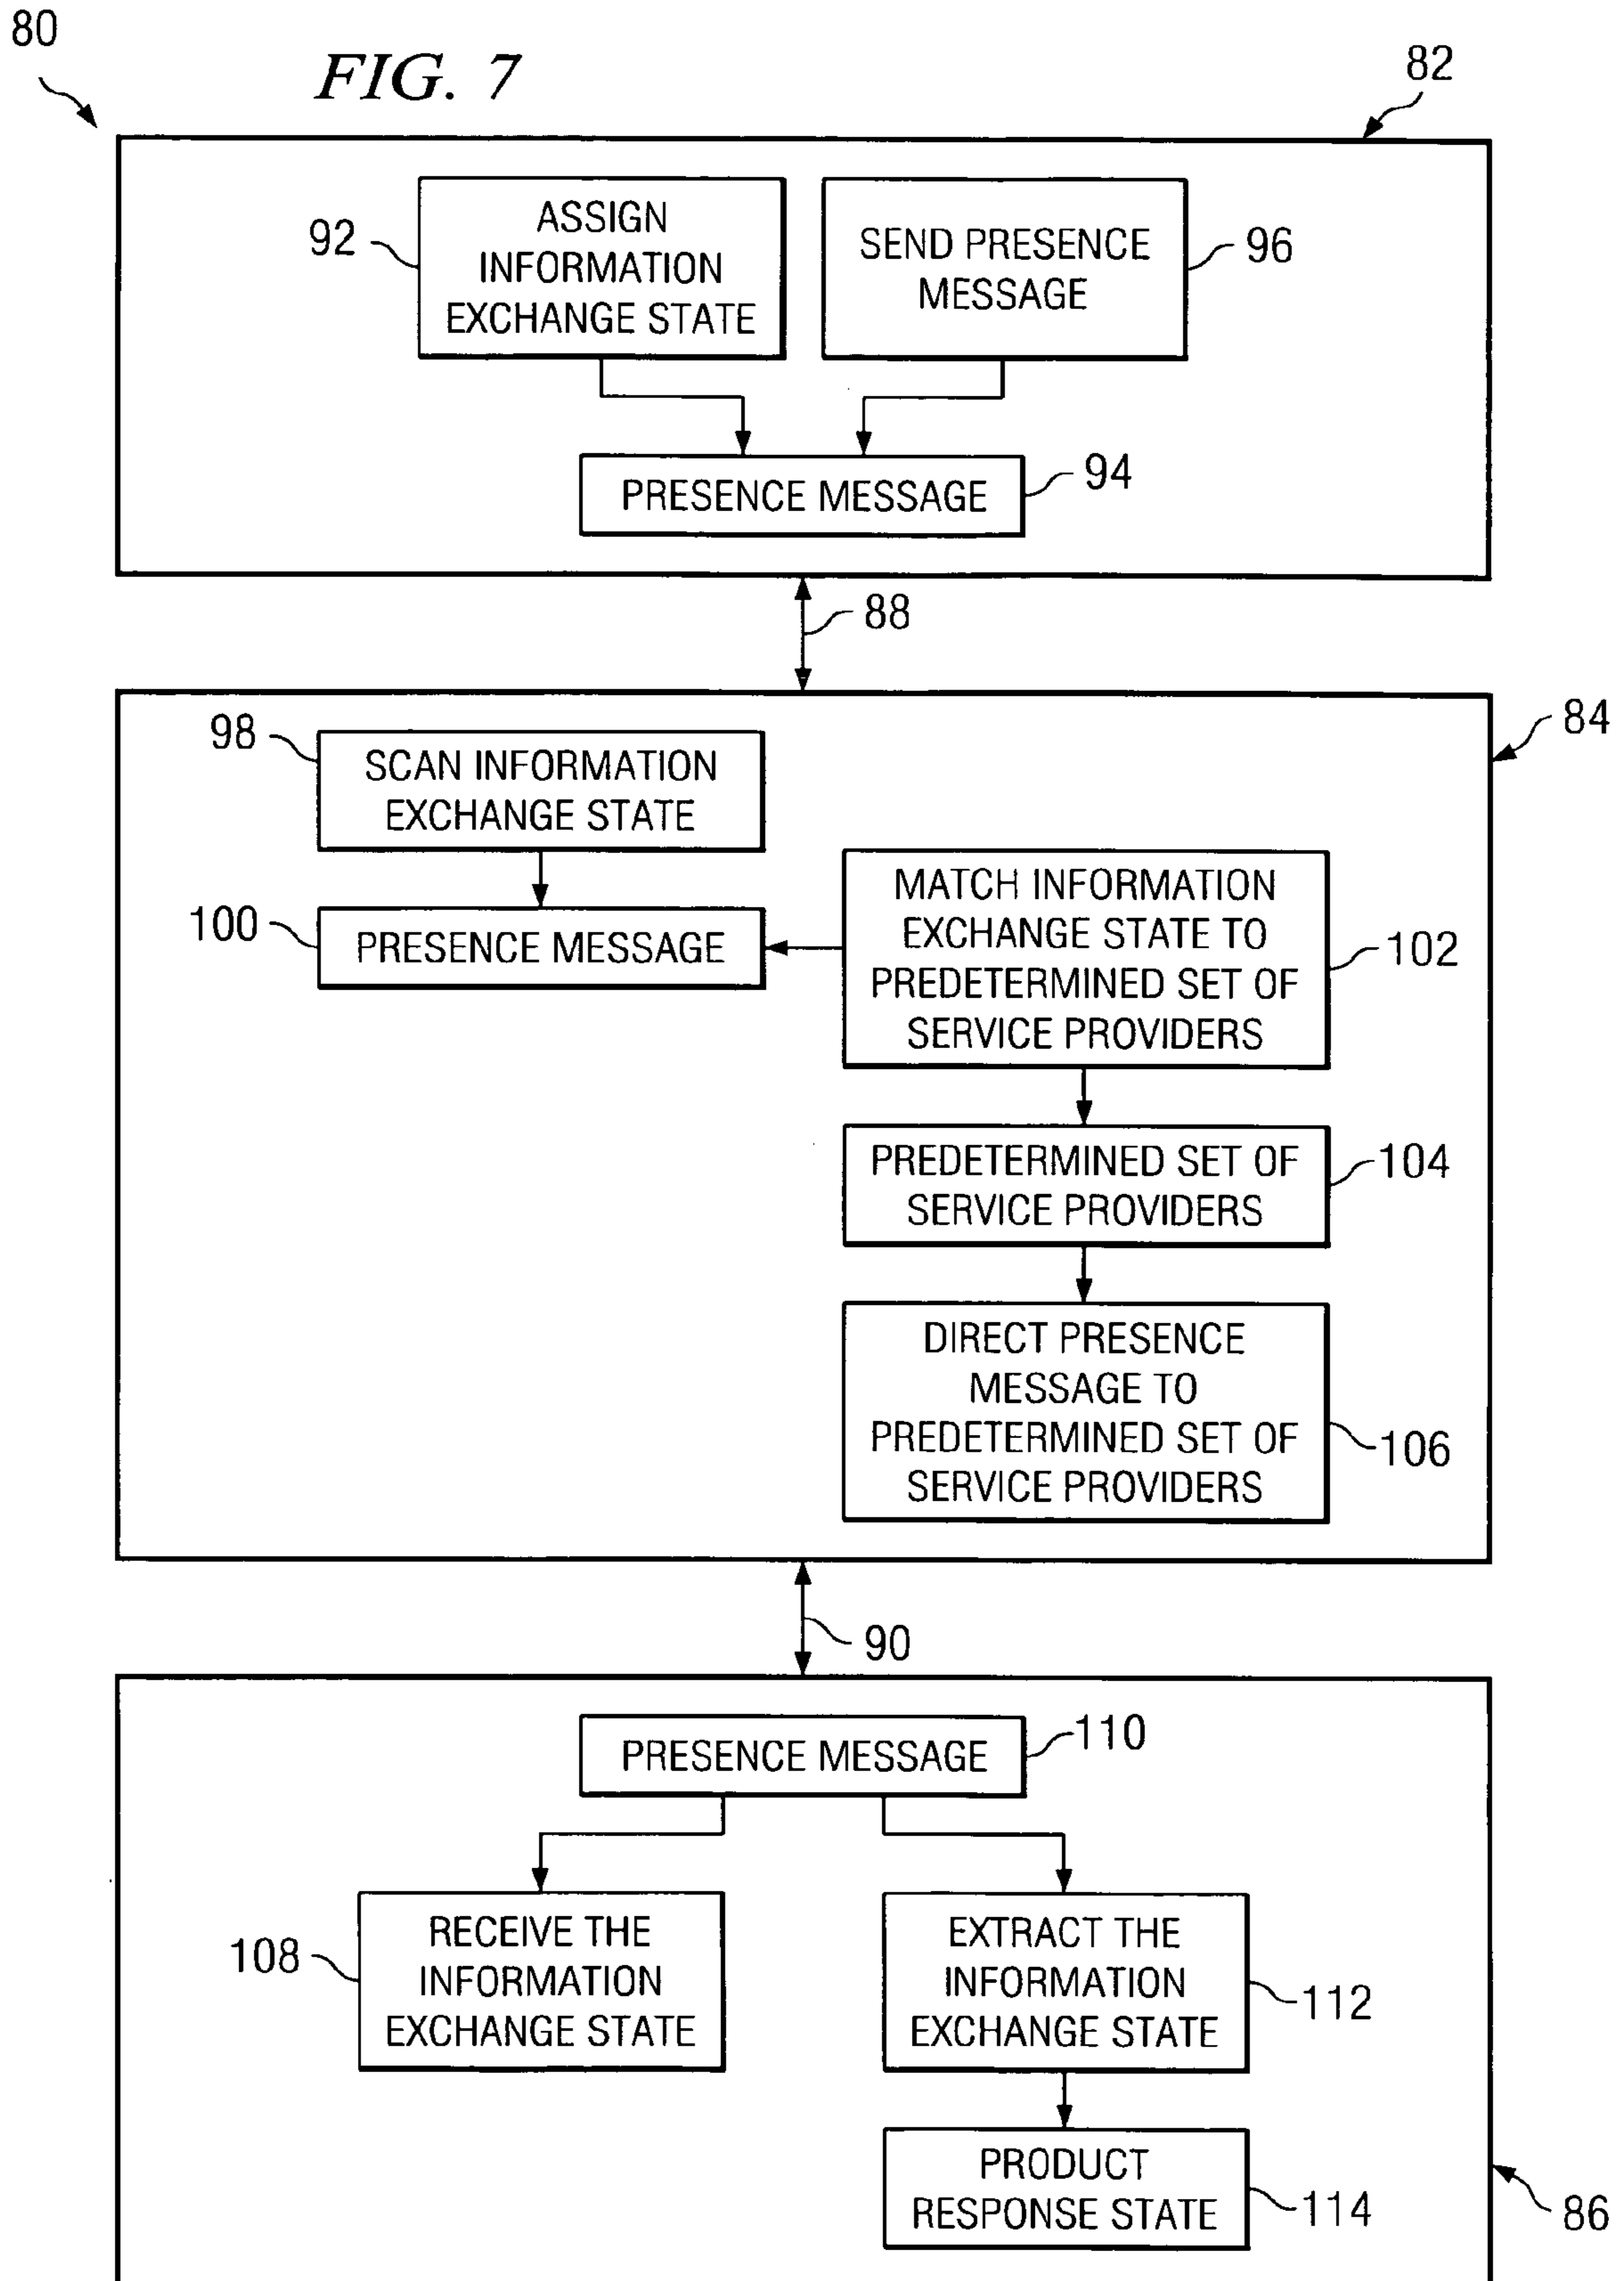 80
FIG. 7
82
92
ASSIGN
INFORMATION
EXCHANGE STATE
SEND PRESENCE
MESSAGE
96
PRESENCE MESSAGE
94
88
84
98
SCAN INFORMATION
EXCHANGE STATE
100
PRESENCE MESSAGE
MATCH INFORMATION
EXCHANGE STATE TO
PREDETERMINED SET OF
SERVICE PROVIDERS
102
PREDETERMINED SET OF
SERVICE PROVIDERS
104
DIRECT PRESENCE
MESSAGE TO
PREDETERMINED SET OF
SERVICE PROVIDERS
106
90
PRESENCE MESSAGE
110
108
RECEIVE THE
INFORMATION
EXCHANGE STATE
EXTRACT THE
INFORMATION
EXCHANGE STATE
112
PRODUCT
RESPONSE STATE
114
86